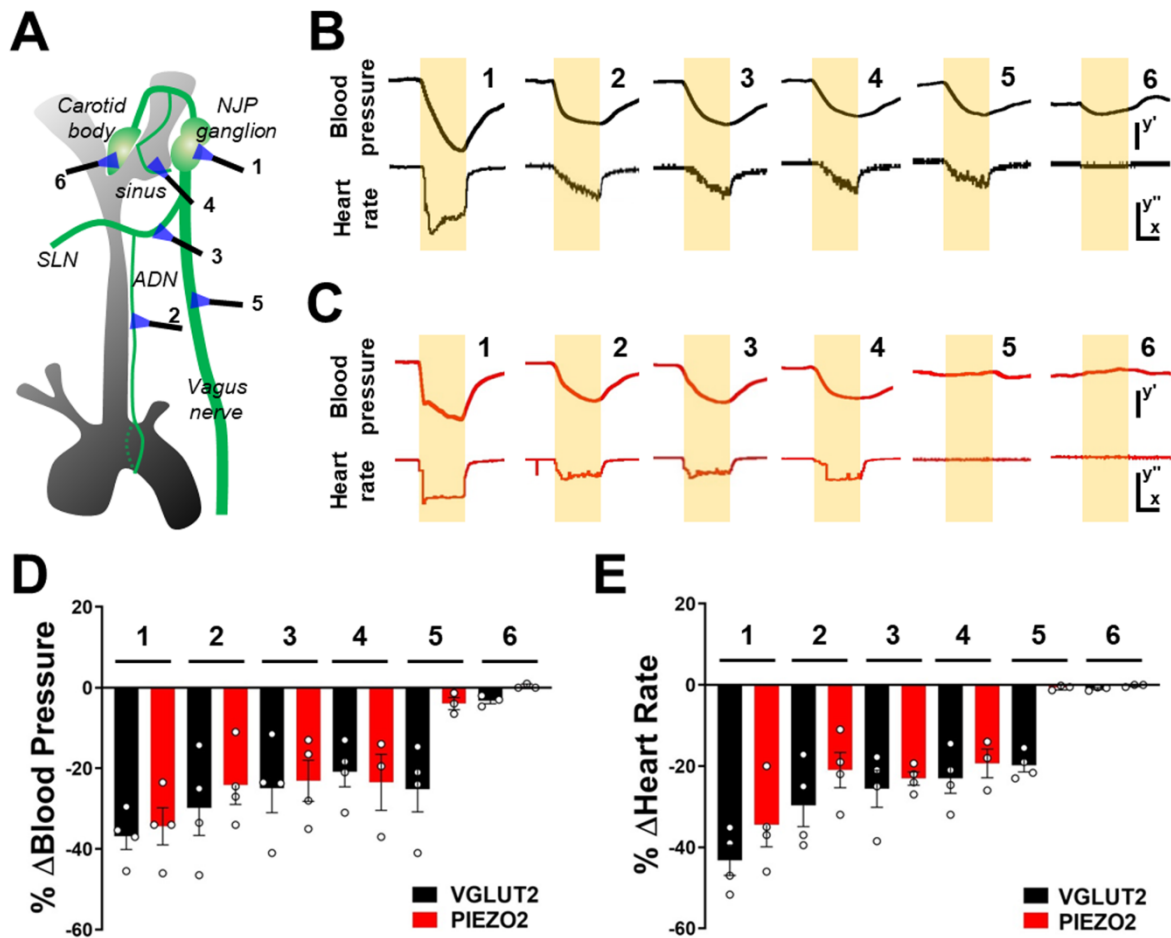 A
Carotid
body
NJP
ganglion
6
1
sinus
4
3
SLN
ADN
5
2
Vagus
nerve
B
1 2 3 4 5 6
Blood
pressure
y'
Heart
rate
y''
x
C
1 2 3 4 5 6
Blood
pressure
y'
Heart
rate
y''
x
D
% ΔBlood Pressure
20
0
-20
-40
-60
1 2 3 4 5 6
VGLUT2
PIEZO2
E
% ΔHeart Rate
20
0
-20
-40
-60
1 2 3 4 5 6
VGLUT2
PIEZO2